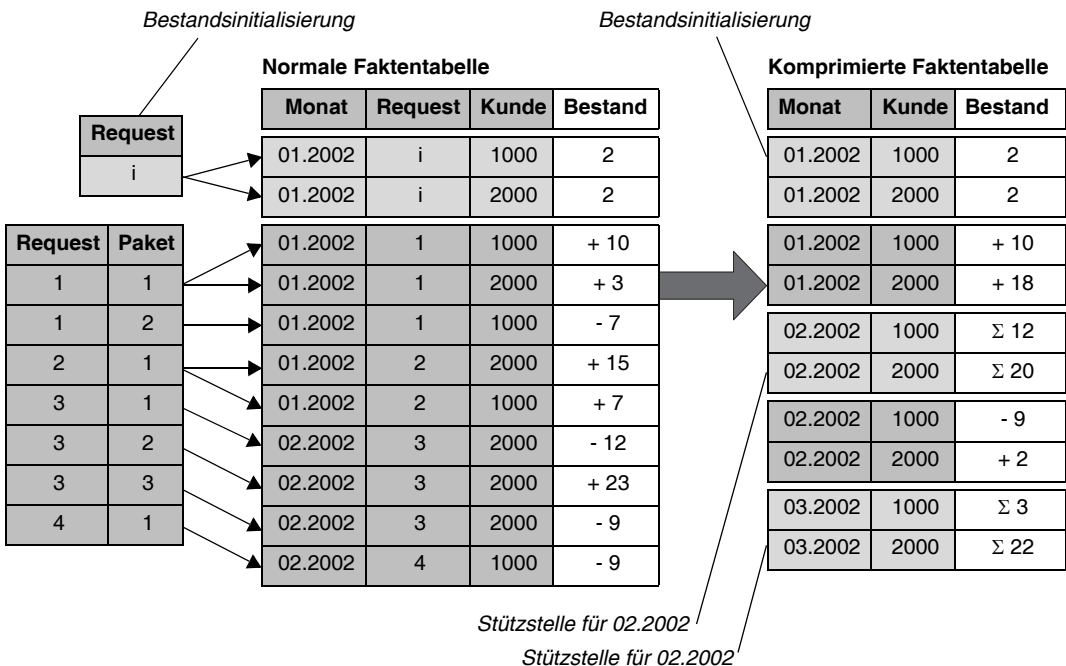 Bestandsinitialisierung
Bestandsinitialisierung
Normale Faktentabelle
Komprimierte Faktentabelle
Request
i
Request Paket
1 1
1 2
2 1
3 1
3 2
3 3
4 1
Monat Request Kunde Bestand
01.2002 i 1000 2
01.2002 i 2000 2
01.2002 1 1000 + 10
01.2002 1 2000 + 3
01.2002 1 1000 - 7
01.2002 2 2000 + 15
01.2002 2 1000 + 7
02.2002 3 2000 - 12
02.2002 3 2000 + 23
02.2002 3 2000 - 9
02.2002 4 1000 - 9
Monat Kunde Bestand
01.2002 1000 2
01.2002 2000 2
01.2002 1000 + 10
01.2002 2000 + 18
02.2002 1000 Σ 12
02.2002 2000 Σ 20
02.2002 1000 - 9
02.2002 2000 + 2
03.2002 1000 Σ 3
03.2002 2000 Σ 22
Stützstelle für 02.2002
Stützstelle für 02.2002